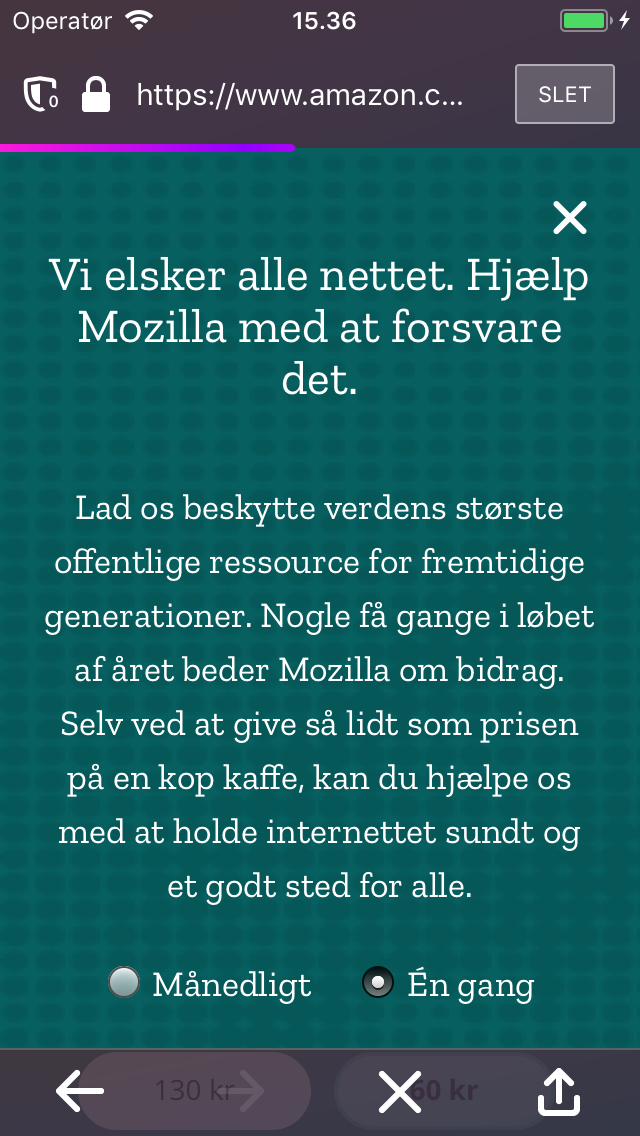 Operatør 15.36
0 https://www.amazon.c... SLET
Vi elsker alle nettet. Hjælp
Mozilla med at forsvare
det.
Lad os beskytte verdens største
offentlige ressource for fremtidige
generationer. Nogle få gange i løbet
af året beder Mozilla om bidrag.
Selv ved at give så lidt som prisen
på en kop kaffe, kan du hjælpe os
med at holde internettet sundt og
et godt sted for alle.
Månedligt Én gang
130 kr 60 kr